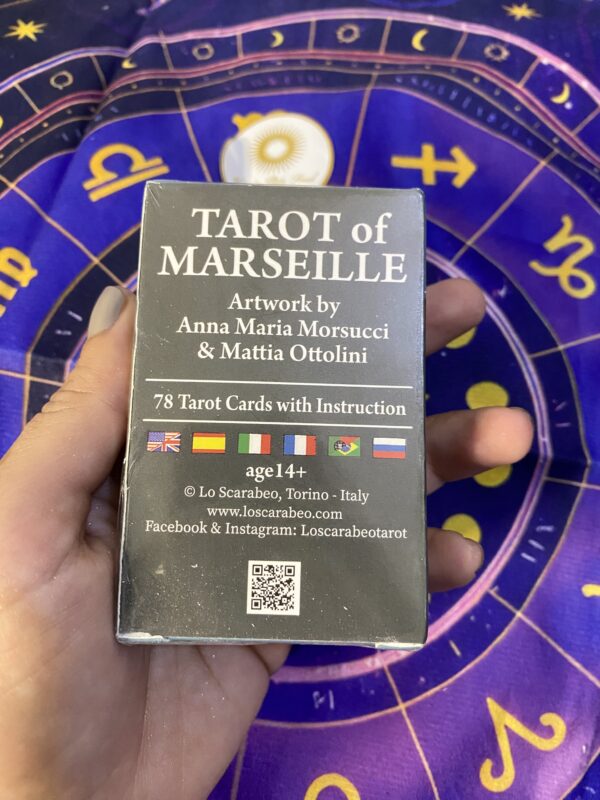 TAROT of
MARSEILLE
Artwork by
Anna Maria Morsucci
& Mattia Ottolini
78 Tarot Cards with Instruction
age14+
© Lo Scarabeo, Torino - Italy
www.loscarabeo.com
Facebook & Instagram: Loscarabeotarot